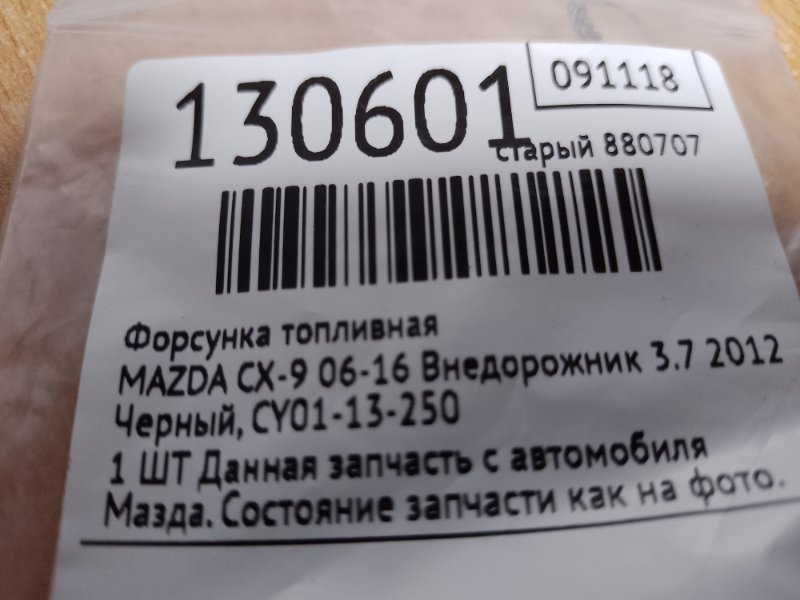 130601
091118
старый 880707
Форсунка топливная
MAZDA CX-9 06-16 Внедорожник 3.7 2012
Черный, CY01-13-250
1 ШТ Данная запчасть с автомобиля
Мазда. Состояние запчасти как на фото.